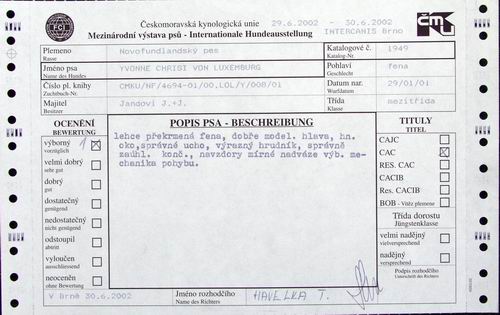 FCI Českomoravská kynologická unie 29.6.2002 - 30.6.2002 ČMKU
Mezinárodní výstava psů - Internationale Hundeausstellung INTERCANIS Brno
Plemeno Novofundlandský pes Katalogové č. 1949
Rasse Katalog-Nr.
Jméno psa YVONNE CHRISI VON LUXEMBURG Pohlaví fena
Name des Hundes Geschlecht
Číslo pl. knihy CMKU/NF/4694-01/00,LOL/Y/008/01 Datum nar. 29/01/01
Zuchtbuch-Nr. Wurfdatum
Majitel Jandovi J.+J. Třída mezitřída
Besitzer Klasse
OCENĚNÍ
BEWERTUNG
výborný 1
vorzüglich
velmi dobrý
sehr gut
dobrý
gut
dostatečný
genügend
nedostatečný
nicht genügend
odstoupil
abtritt
vyloučen
ausschliessend
neoceněn
ohne Bewertung
POPIS PSA - BESCHREIBUNG
lehce překrmená fena, dobře model. hlava, hn.
oko,správné ucho, výrazný hrudník, správně
zaúhl. konč., navzdory mírné nadváze výb. me-
chanika pohybu.
TITULY
TITEL
CAJC
CAC
RES. CAC
CACIB
Res. CACIB
BOB - Vítěz plemene
Třída dorostu
Jüngstenklasse
velmi nadějný
vielversprechend
nadějný
versprechend
Podpis rozhodčího
Unterschrift des Richters
V Brně 30.6.2002 Jméno rozhodčího HAVELKA T.
Name des Richters